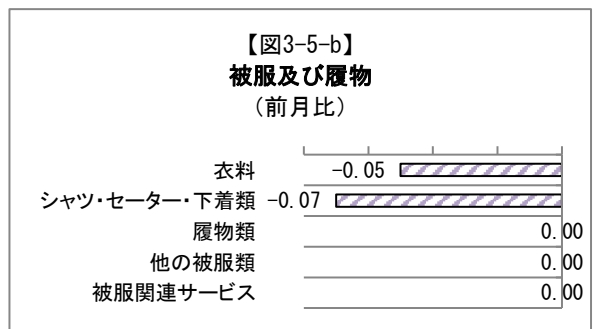 【図3-5-b】
被服及び履物
（前月比）
衣料 -0.05
シャツ・セーター・下着類 -0.07
履物類 0.00
他の被服類 0.00
被服関連サービス 0.00